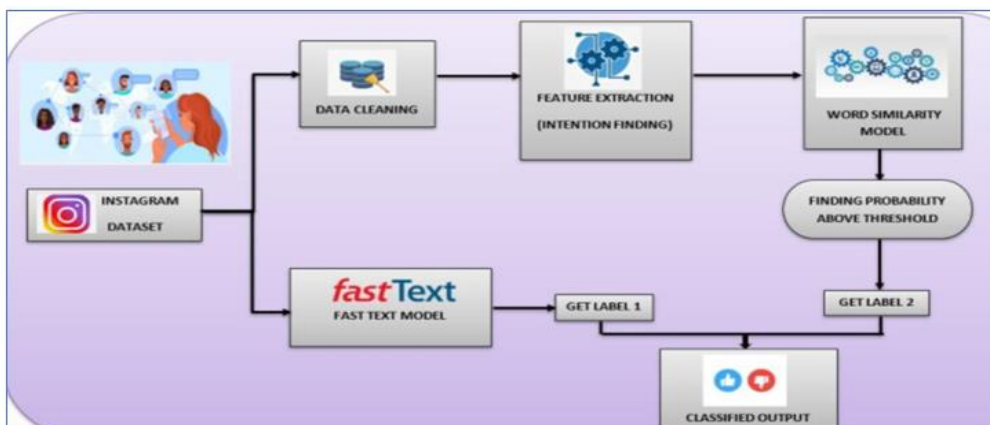 DATA CLEANING
FEATURE EXTRACTION
(INTENTION FINDING)
WORD SIMILARITY
MODEL
INSTAGRAM
DATASET
FINDING PROBABILITY
ABOVE THRESHOLD
fastText
FAST TEXT MODEL
GET LABEL 1
GET LABEL 2
CLASSIFIED OUTPUT